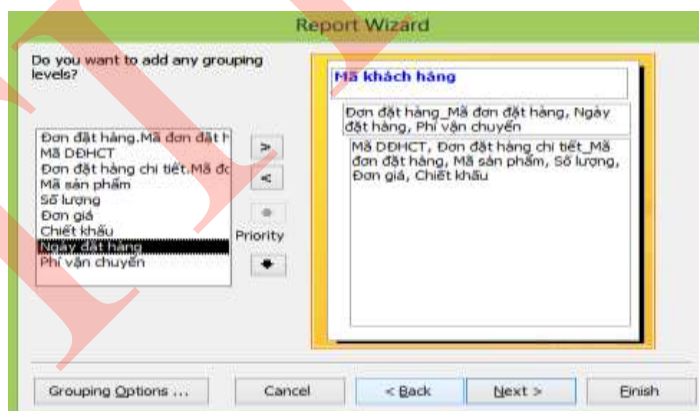 Report Wizard
Do you want to add any grouping
levels?
Đơn đặt hàng.Mã đơn đặt h
Mã DĐHCT
Đơn đặt hàng chi tiết.Mã đơ
Mã sản phẩm
Số lượng
Đơn giá
Chiết khấu
Ngày đặt hàng
Phí vận chuyển
>
<
Priority
Mã khách hàng
Đơn đặt hàng_Mã đơn đặt hàng, Ngày
đặt hàng, Phí vận chuyển
Mã DĐHCT, Đơn đặt hàng chi tiết_Mã
đơn đặt hàng, Mã sản phẩm, Số lượng,
Đơn giá, Chiết khấu
Grouping Options ...
Cancel
< Back
Next >
Finish